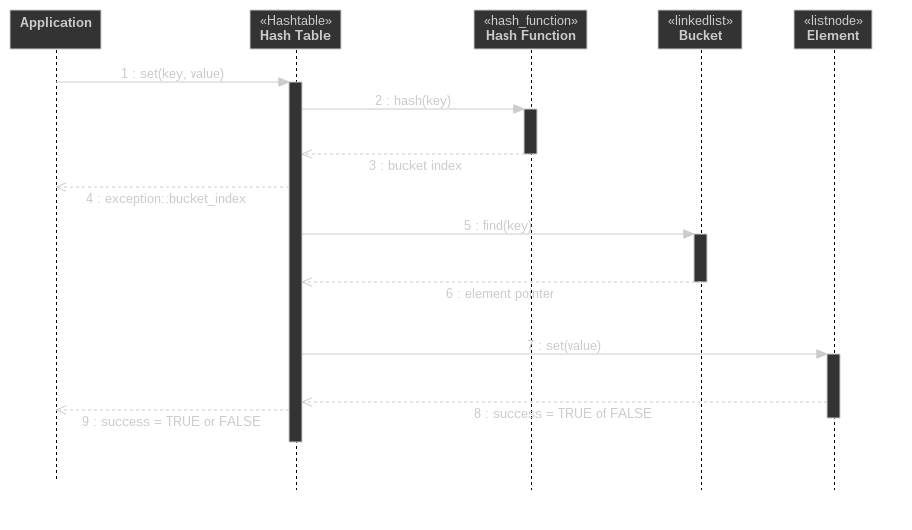 Application
«Hashtable»
Hash Table
«hash_function»
Hash Function
«linkedlist»
Bucket
«listnode»
Element
1 : set(key, value)
2 : hash(key)
3 : bucket index
4 : exception::bucket_index
5 : find(key)
6 : element pointer
7 : set(value)
8 : success = TRUE of FALSE
9 : success = TRUE or FALSE